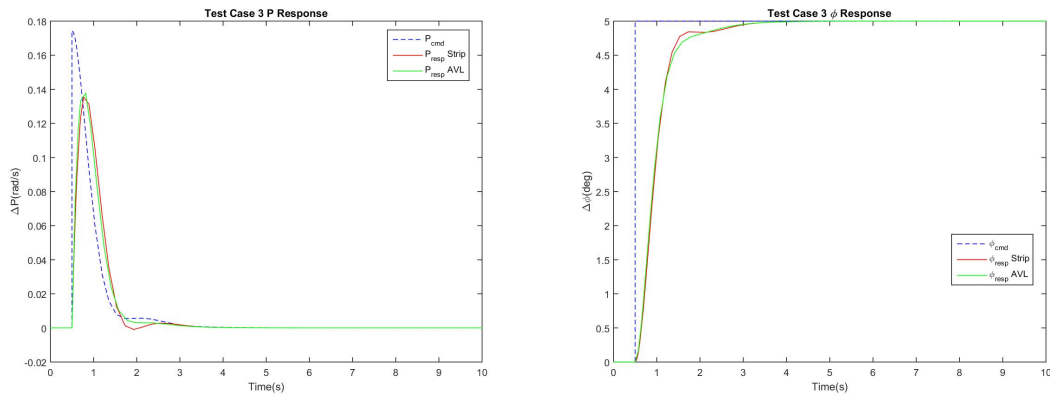 Test Case 3 P Response
0.18
0.16
0.14
0.12
0.1
0.08
0.06
0.04
0.02
0
-0.02
ΔP(rad/s)
0 1 2 3 4 5 6 7 8 9 10
Time(s)
P_cmd
P_resp Strip
P_resp AVL
Test Case 3 ϕ Response
5
4.5
4
3.5
3
2.5
2
1.5
1
0.5
0
Δϕ(deg)
0 1 2 3 4 5 6 7 8 9 10
Time(s)
ϕ_cmd
ϕ_resp Strip
ϕ_resp AVL